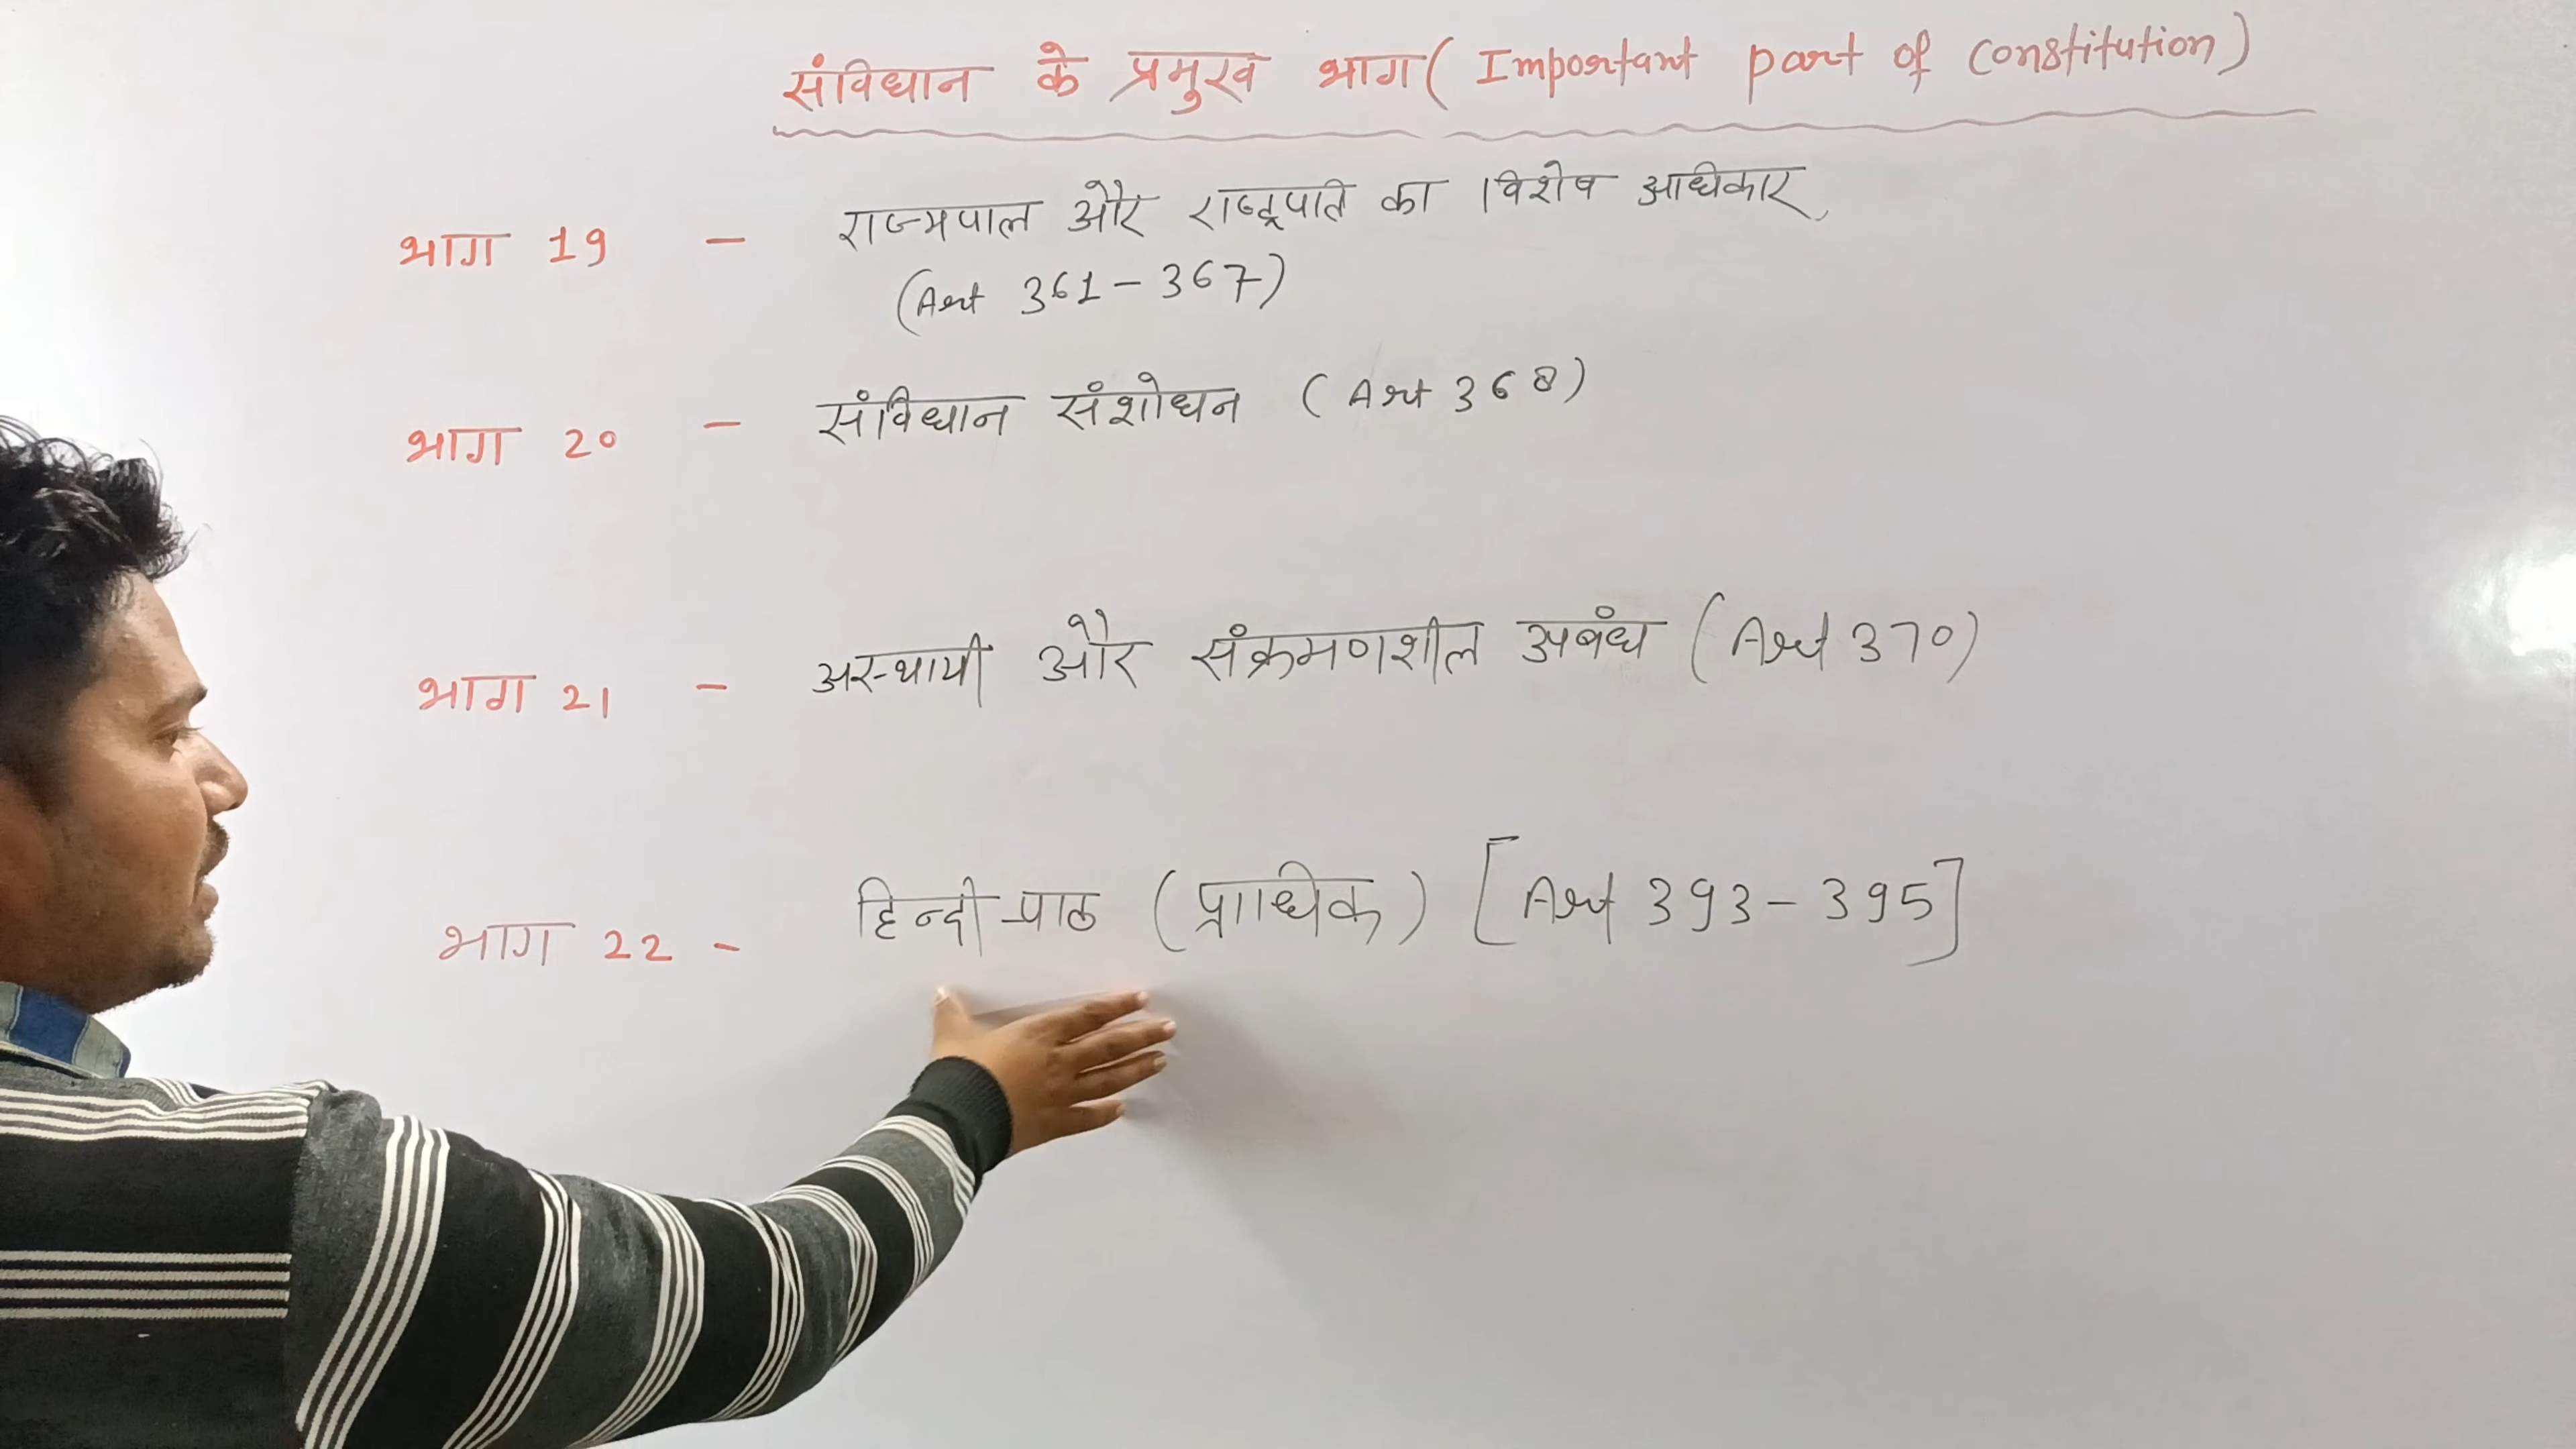 संविधान के प्रमुख भाग ( Important part of constitution )
भाग 19 - राज्यपाल और राष्ट्रपति का विशेष अधिकार,
(Art 361 - 367)
भाग 20 - संविधान संशोधन ( Art 368)
भाग 21 - अस्थायी और संक्रमणशील अबंध (Art 370)
भाग 22 - हिन्दी-पाठ (प्राधिक) [Art 393 - 395]